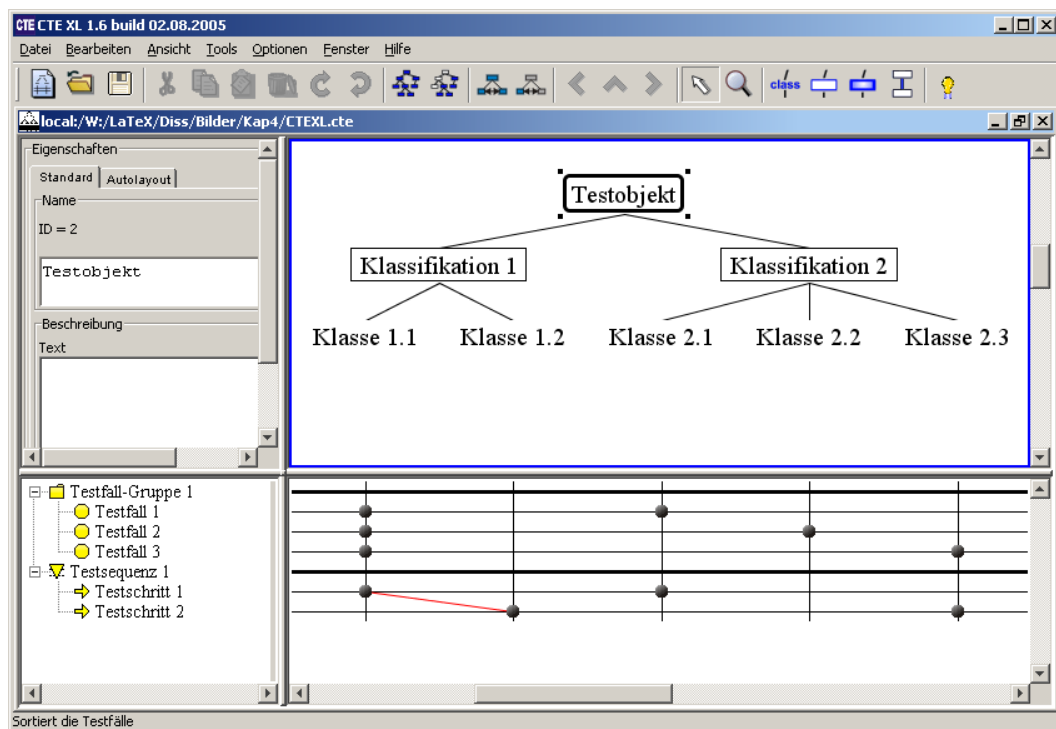 CTE CTE XL 1.6 build 02.08.2005
Datei Bearbeiten Ansicht Tools Optionen Fenster Hilfe
class
local:/W:/LaTeX/Diss/Bilder/Kap4/CTEXL.cte
Eigenschaften
Standard Autolayout
Name
ID = 2
Testobjekt
Beschreibung
Text
Testobjekt
Klassifikation 1 Klassifikation 2
Klasse 1.1 Klasse 1.2 Klasse 2.1 Klasse 2.2 Klasse 2.3
Testfall-Gruppe 1
Testfall 1
Testfall 2
Testfall 3
Testsequenz 1
Testschritt 1
Testschritt 2
Sortiert die Testfälle